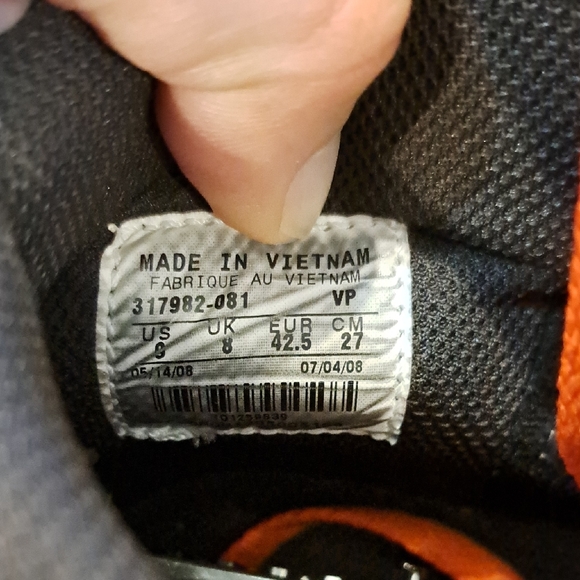 MADE IN VIETNAM
FABRIQUE AU VIETNAM
317982-081 VP
US UK EUR CM
9 8 42.5 27
05/14/08 07/04/08